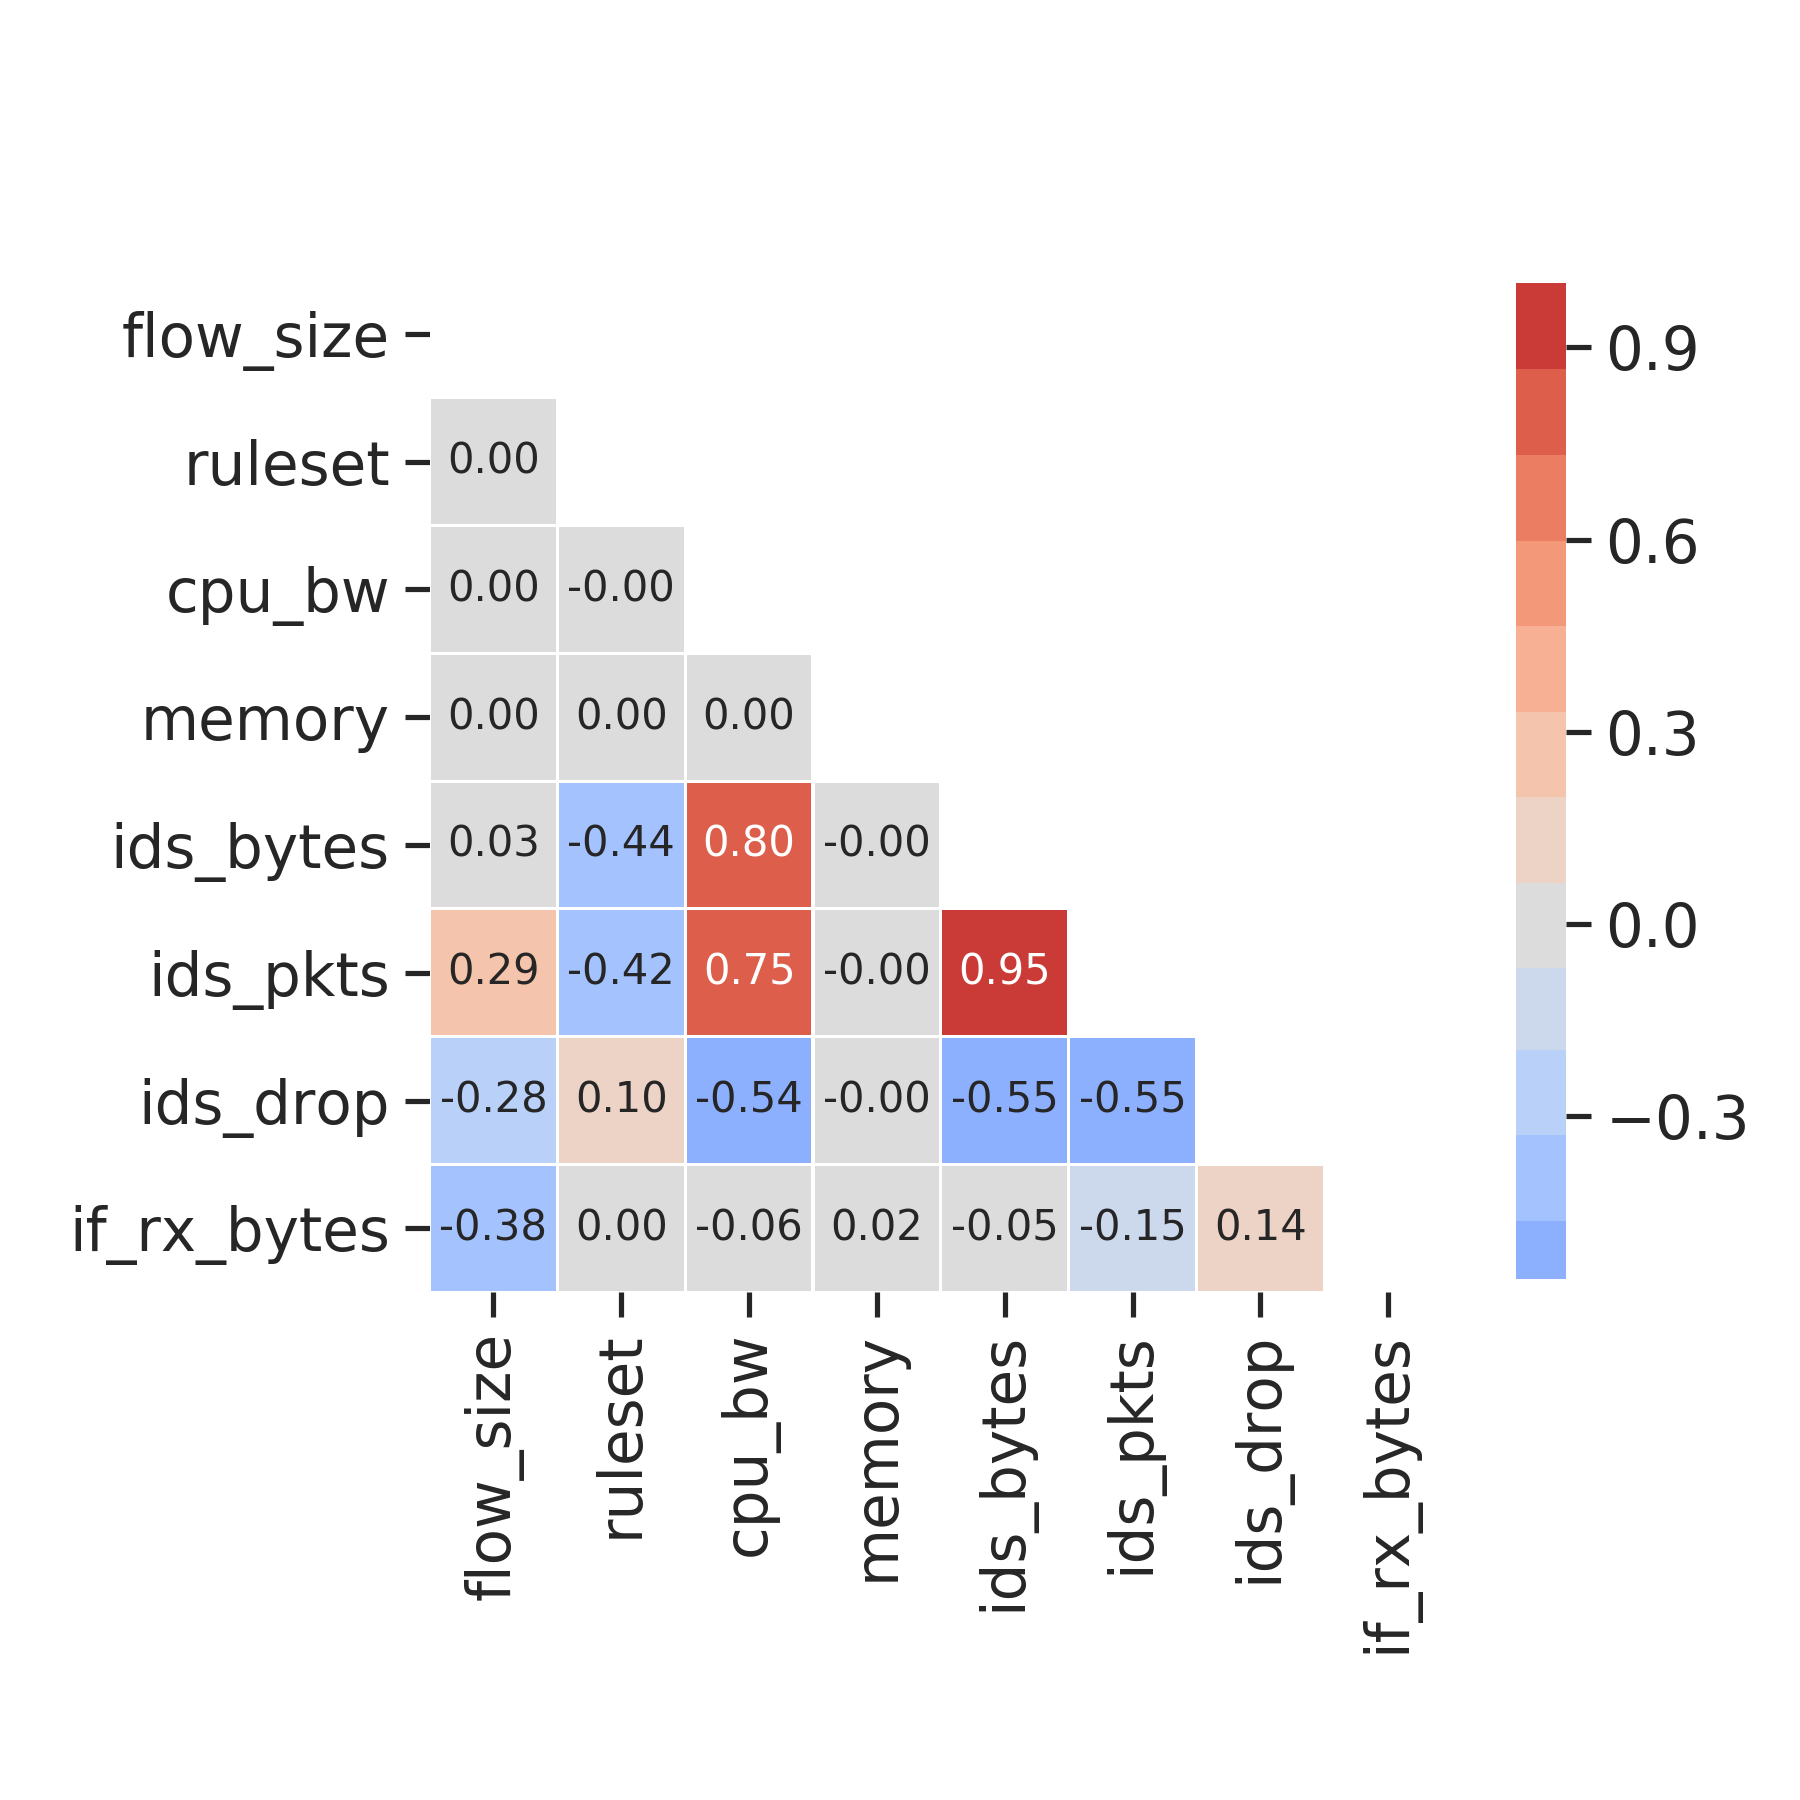 flow_size
ruleset 0.00
cpu_bw 0.00 -0.00
memory 0.00 0.00 0.00
ids_bytes 0.03 -0.44 0.80 -0.00
ids_pkts 0.29 -0.42 0.75 -0.00 0.95
ids_drop -0.28 0.10 -0.54 -0.00 -0.55 -0.55
if_rx_bytes -0.38 0.00 -0.06 0.02 -0.05 -0.15 0.14
flow_size
ruleset
cpu_bw
memory
ids_bytes
ids_pkts
ids_drop
if_rx_bytes
0.9
0.6
0.3
0.0
−0.3